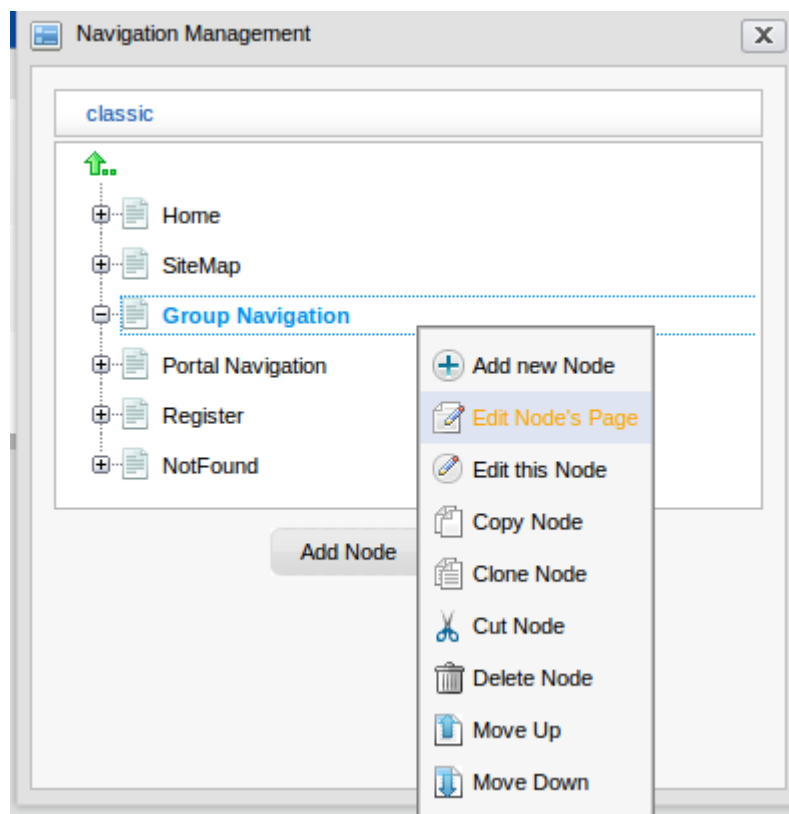 Navigation Management
classic
Home
SiteMap
Group Navigation
Portal Navigation
Register
NotFound
Add Node
Add new Node
Edit Node's Page
Edit this Node
Copy Node
Clone Node
Cut Node
Delete Node
Move Up
Move Down